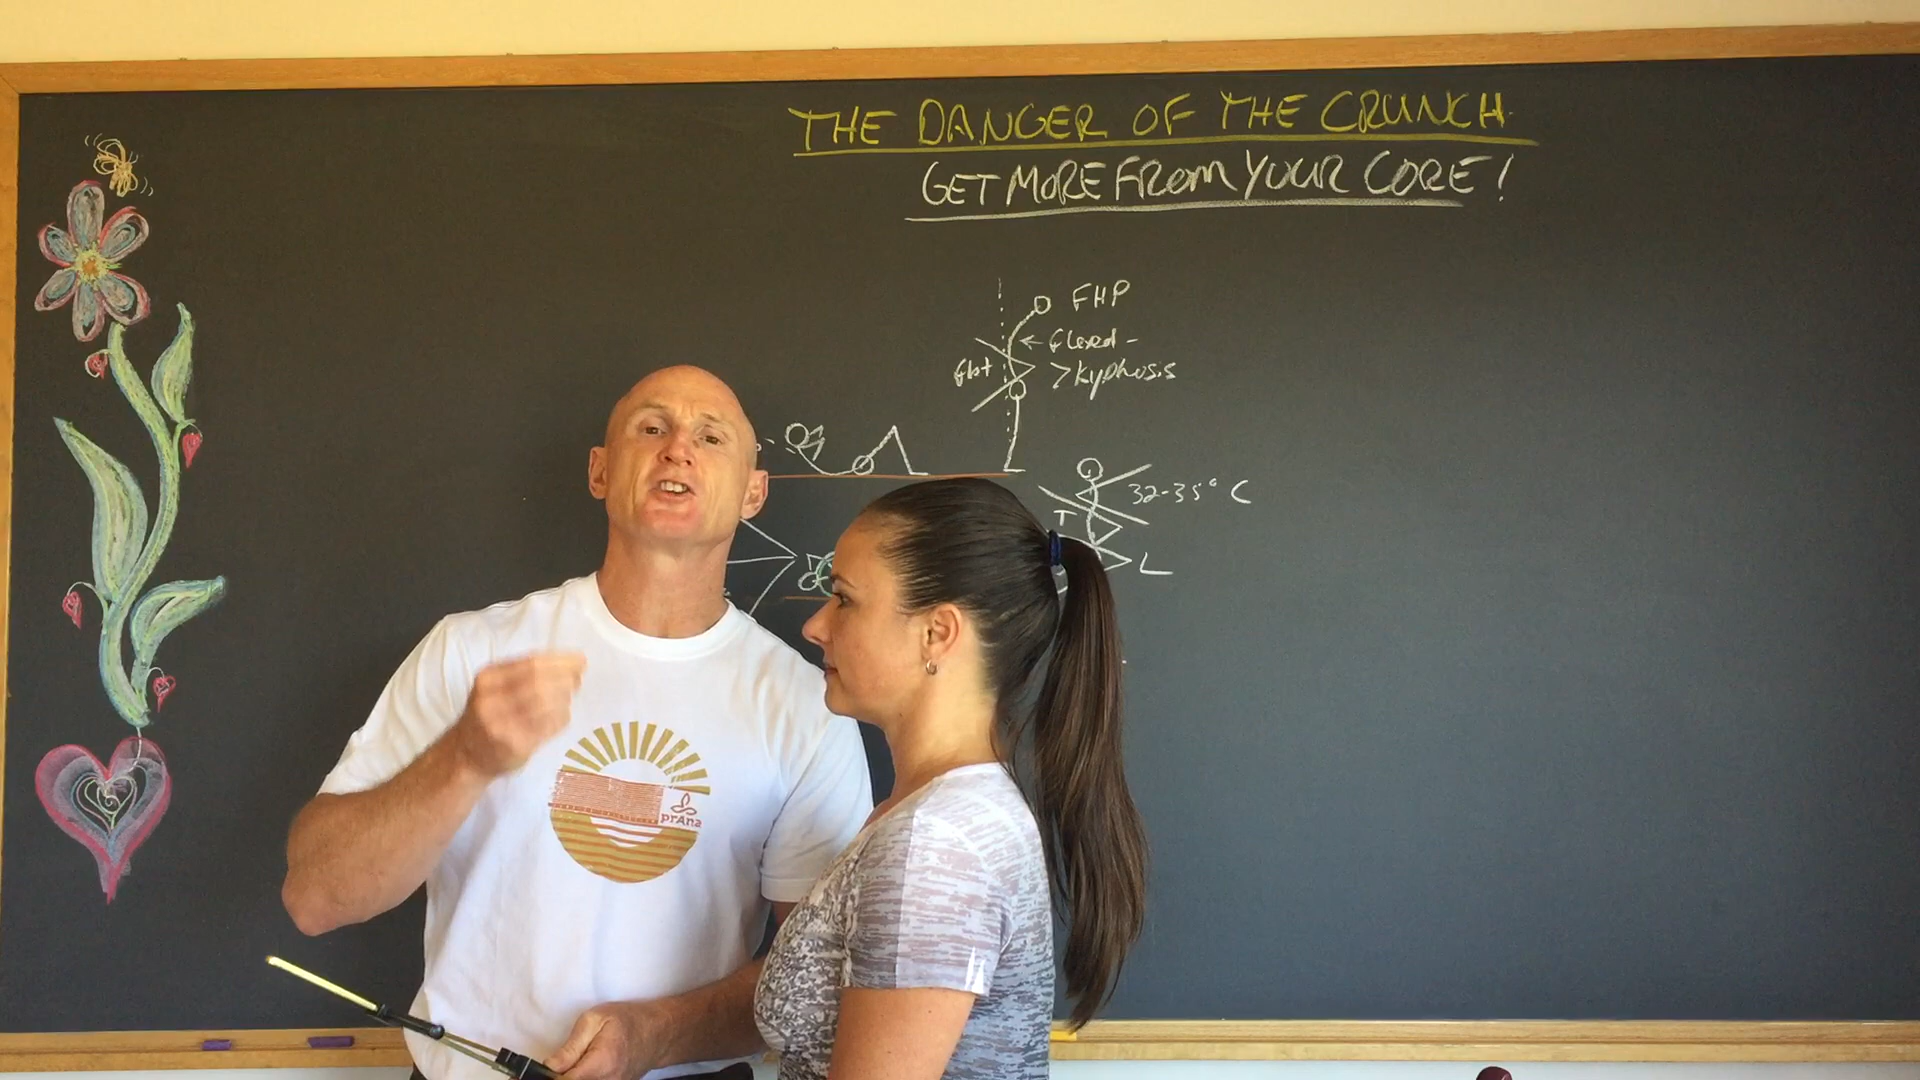 THE DANGER OF THE CRUNCH
GET MORE FROM YOUR CORE!
FHP
← flexed -
flat >kyphosis
32-35° C
T
L
prAna